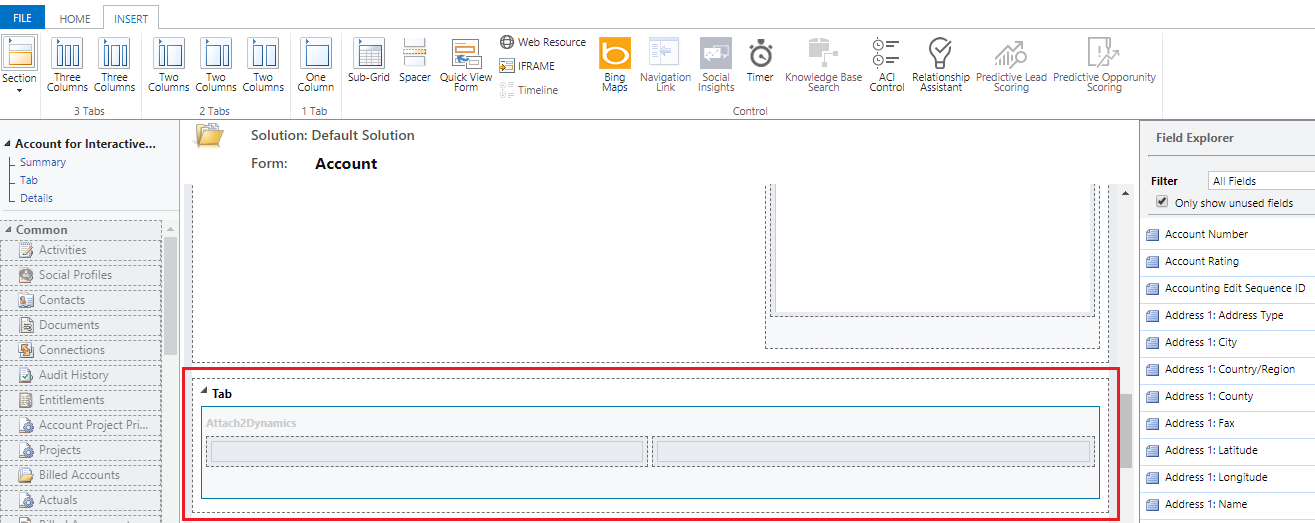 FILE HOME INSERT
Section
Three Columns
Three Columns
3 Tabs
Two Columns
Two Columns
Two Columns
2 Tabs
One Column
1 Tab
Sub-Grid
Spacer
Quick View Form
Web Resource
IFRAME
Timeline
Bing Maps
Navigation Link
Social Insights
Timer
Knowledge Base Search
ACI Control
Relationship Assistant
Predictive Lead Scoring
Predictive Opporunity Scoring
Control
Account for Interactive...
Summary
Tab
Details
Common
Activities
Social Profiles
Contacts
Documents
Connections
Audit History
Entitlements
Account Project Pri...
Projects
Billed Accounts
Actuals
Solution: Default Solution
Form: Account
Tab
Attach2Dynamics
Field Explorer
Filter All Fields
Only show unused fields
Account Number
Account Rating
Accounting Edit Sequence ID
Address 1: Address Type
Address 1: City
Address 1: Country/Region
Address 1: County
Address 1: Fax
Address 1: Latitude
Address 1: Longitude
Address 1: Name